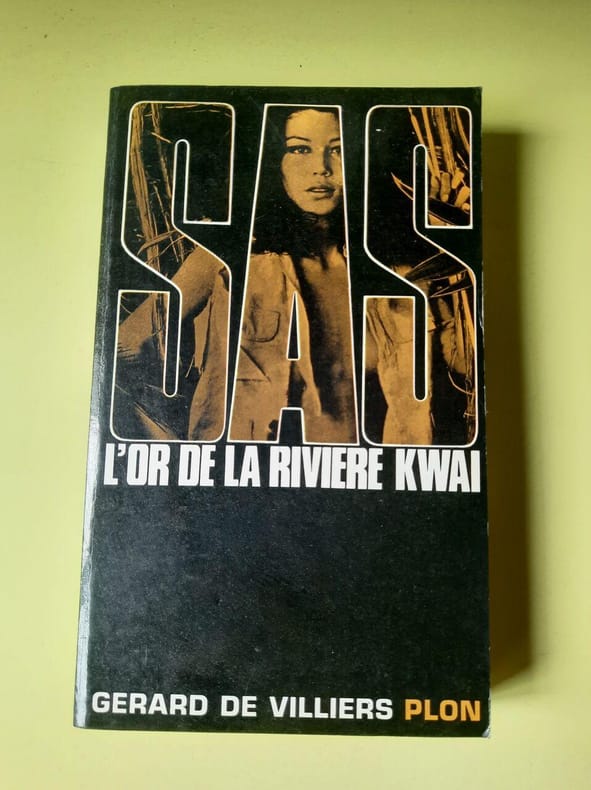 SAS
L'OR DE LA RIVIERE KWAI
GERARD DE VILLIERS PLON